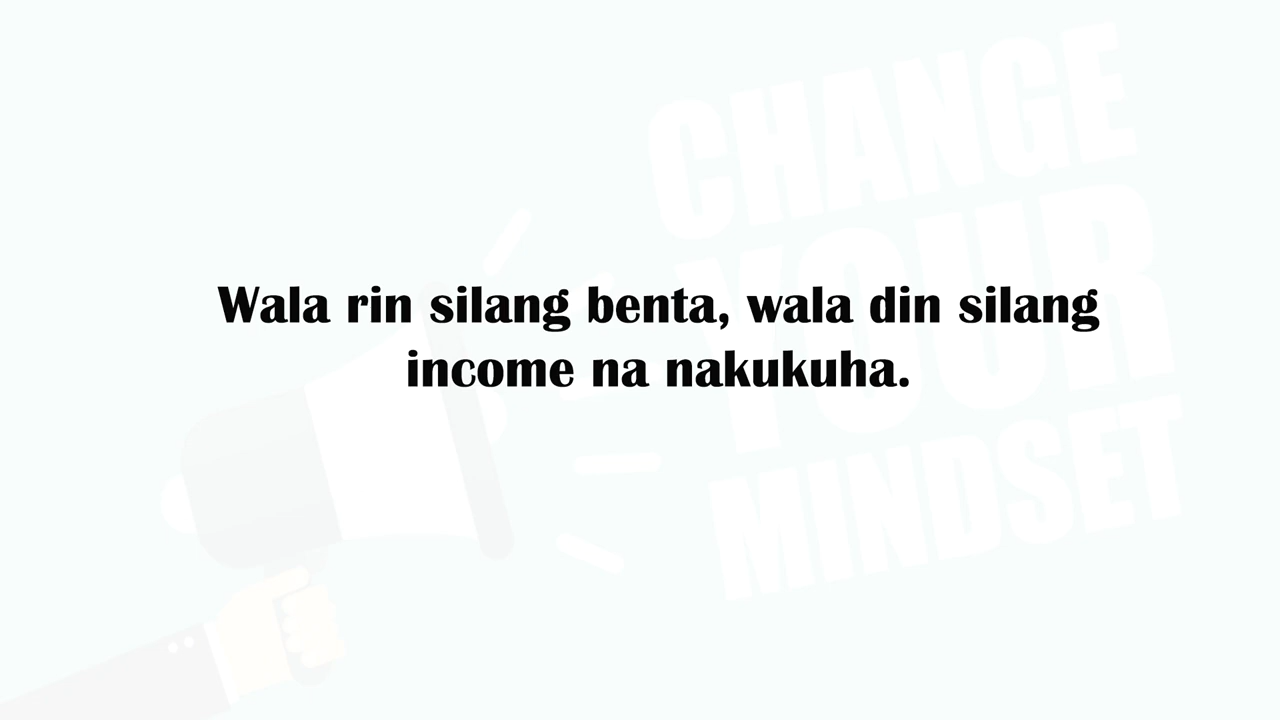 CHANGE
YOUR
MINDSET
Wala rin silang benta, wala din silang
income na nakukuha.